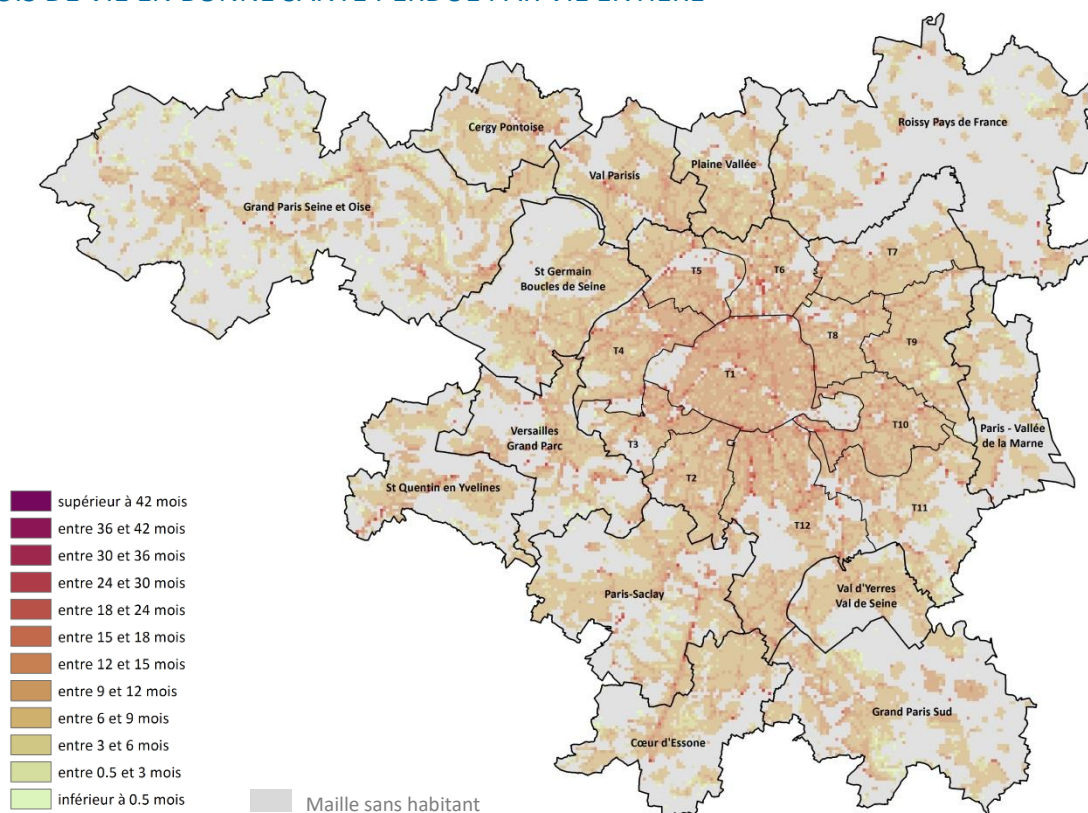 Cergy Pontoise
Roissy Pays de France
Val Parisis
Plaine Vallée
Grand Paris Seine et Oise
St Germain
Boucles de Seine
T5
T6
T7
T4
T8
T9
T1
Versailles
Grand Parc
T3
T10
Paris - Vallée
de la Marne
St Quentin en Yvelines
T2
T11
T12
Paris-Saclay
Val d'Yerres
Val de Seine
Grand Paris Sud
Cœur d'Essone
supérieur à 42 mois
entre 36 et 42 mois
entre 30 et 36 mois
entre 24 et 30 mois
entre 18 et 24 mois
entre 15 et 18 mois
entre 12 et 15 mois
entre 9 et 12 mois
entre 6 et 9 mois
entre 3 et 6 mois
entre 0.5 et 3 mois
inférieur à 0.5 mois
Maille sans habitant